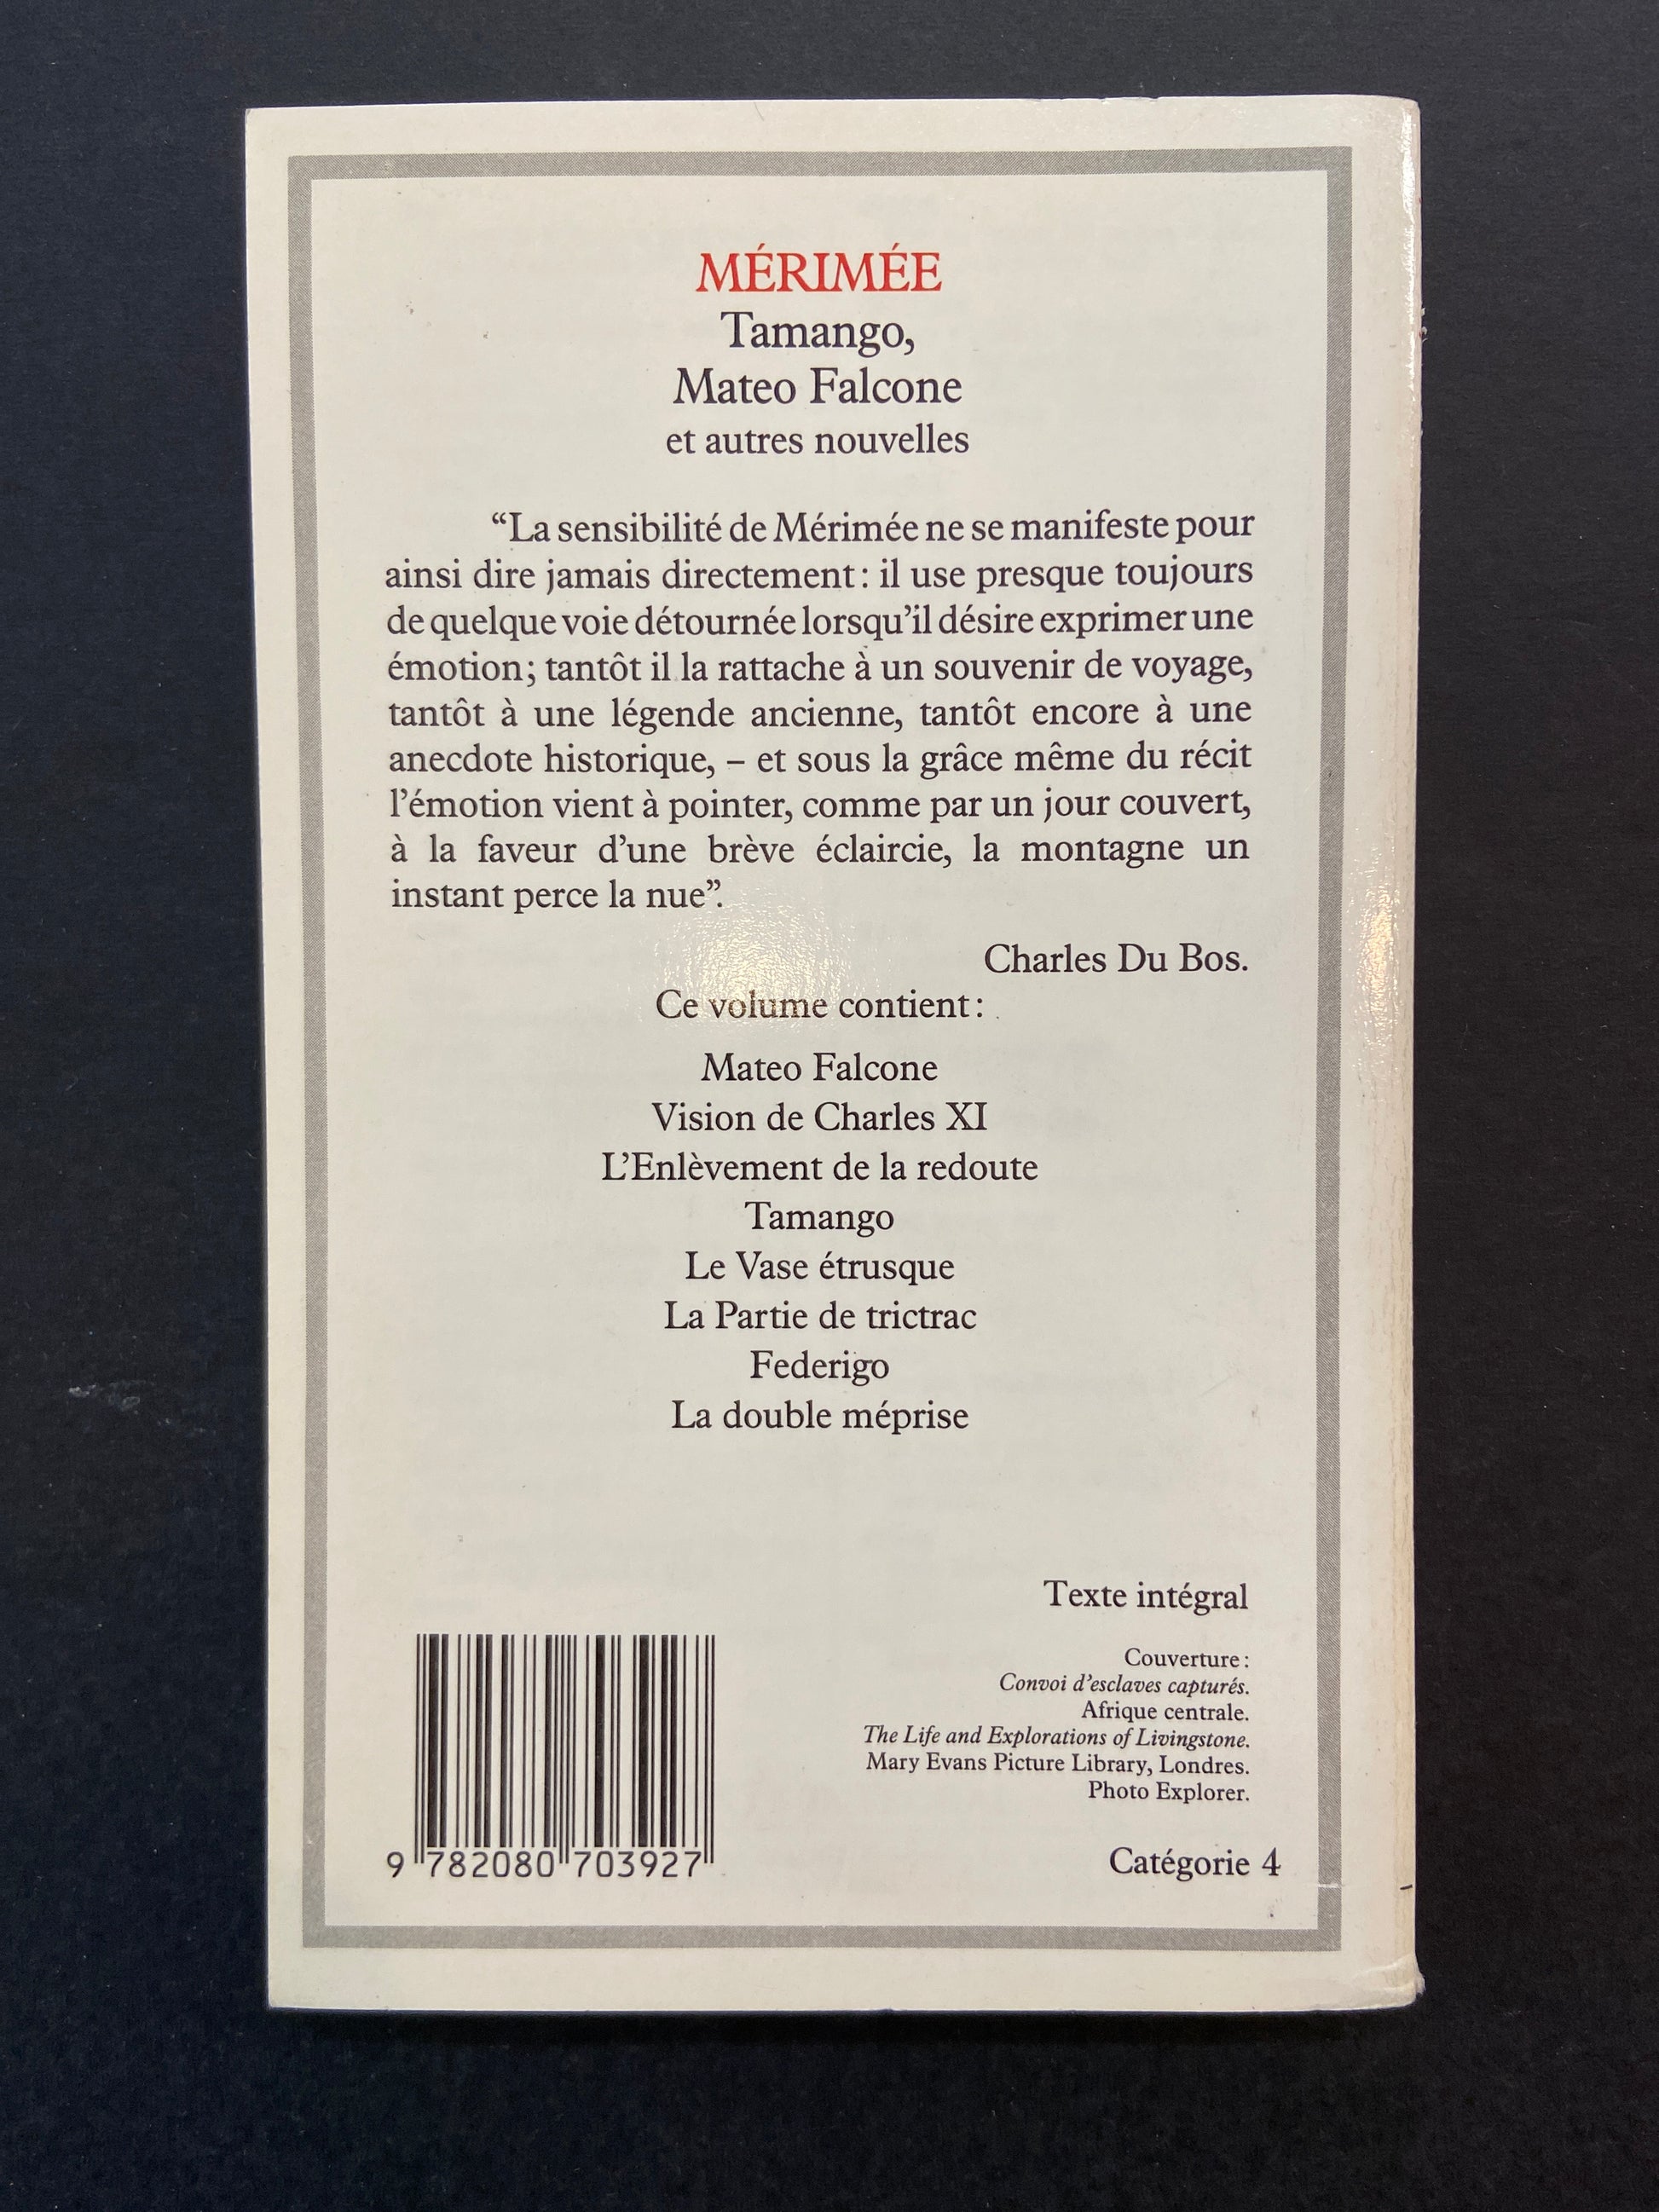 MÉRIMÉE
Tamango,
Mateo Falcone
et autres nouvelles
“La sensibilité de Mérimée ne se manifeste pour
ainsi dire jamais directement : il use presque toujours
de quelque voie détournée lorsqu’il désire exprimer une
émotion ; tantôt il la rattache à un souvenir de voyage,
tantôt à une légende ancienne, tantôt encore à une
anecdote historique, – et sous la grâce même du récit
l’émotion vient à pointer, comme par un jour couvert,
à la faveur d’une brève éclaircie, la montagne un
instant perce la nue”.
Charles Du Bos.
Ce volume contient :
Mateo Falcone
Vision de Charles XI
L’Enlèvement de la redoute
Tamango
Le Vase étrusque
La Partie de trictrac
Federigo
La double méprise
Texte intégral
Couverture :
Convoi d’esclaves capturés.
Afrique centrale.
The Life and Explorations of Livingstone.
Mary Evans Picture Library, Londres.
Photo Explorer.
9 782080 703927
Catégorie 4